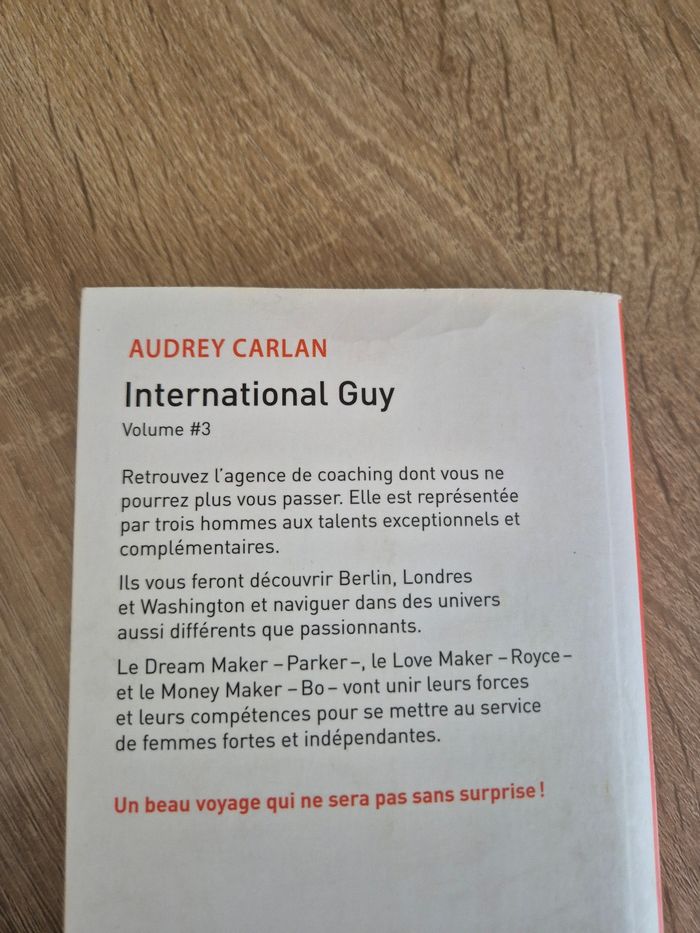 AUDREY CARLAN
International Guy
Volume #3
Retrouvez l'agence de coaching dont vous ne
pourrez plus vous passer. Elle est représentée
par trois hommes aux talents exceptionnels et
complémentaires.
Ils vous feront découvrir Berlin, Londres
et Washington et naviguer dans des univers
aussi différents que passionnants.
Le Dream Maker – Parker –, le Love Maker – Royce –
et le Money Maker – Bo – vont unir leurs forces
et leurs compétences pour se mettre au service
de femmes fortes et indépendantes.
Un beau voyage qui ne sera pas sans surprise !